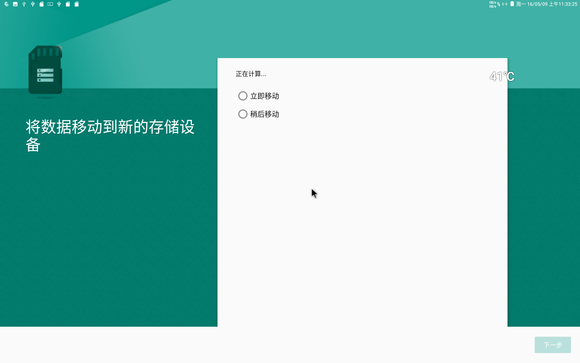 周一 16/05/09 上午11:33:25
正在计算...
41°C
立即移动
稍后移动
将数据移动到新的存储设
备
下一步